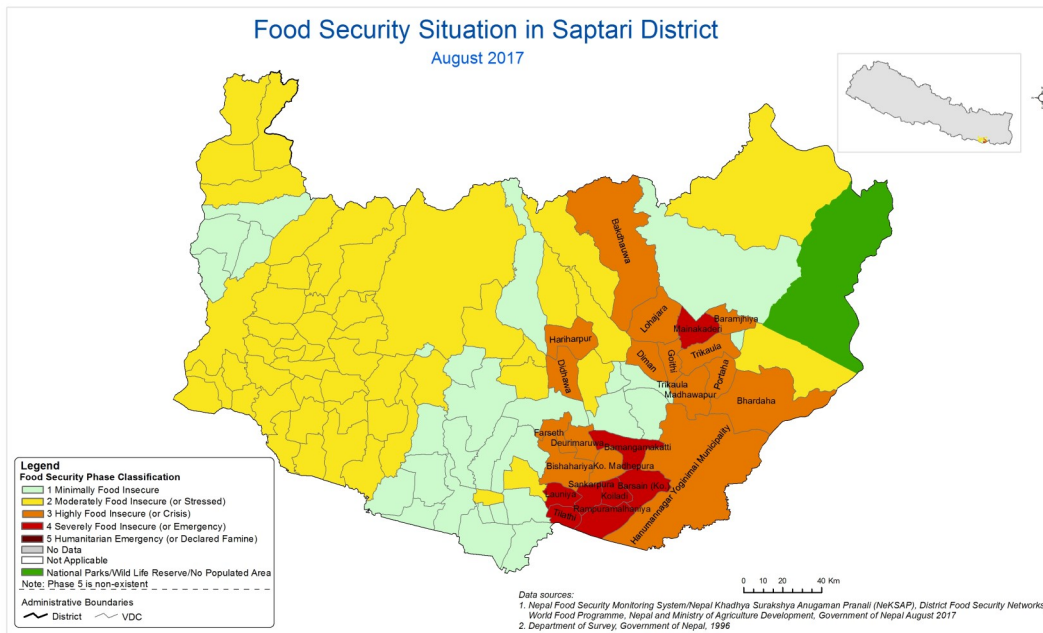 Food Security Situation in Saptari District
August 2017
Bakdhauwa
Lohajara
Mainakaderi
Baramjhiya
Hariharpur
Didhawa
Diman
Goithi
Trikaula
Portaha
Trikaula
Madhawapur
Bhardaha
Farseth
Deurimaruwa
Bamangamakatti
Bishahariya
Ko. Madhepura
Sankarpura
Barsain (Ko.)
Launiya
Koiladi
Tilathi
Rampuramalhaniya
Hanumannagar Yoginimai Municipality
Legend
Food Security Phase Classification
1 Minimally Food Insecure
2 Moderately Food Insecure (or Stressed)
3 Highly Food Insecure (or Crisis)
4 Severely Food Insecure (or Emergency)
5 Humanitarian Emergency (or Declared Famine)
No Data
Not Applicable
National Parks/Wild Life Reserve/No Populated Area
Note: Phase 5 is non-existent
Administrative Boundaries
District
VDC
0 10 20 40 Km
Data sources:
1. Nepal Food Security Monitoring System/Nepal Khadhya Surakshya Anugaman Pranali (NeKSAP), District Food Security Networks
World Food Programme, Nepal and Ministry of Agriculture Development, Government of Nepal August 2017
2. Department of Survey, Government of Nepal, 1996